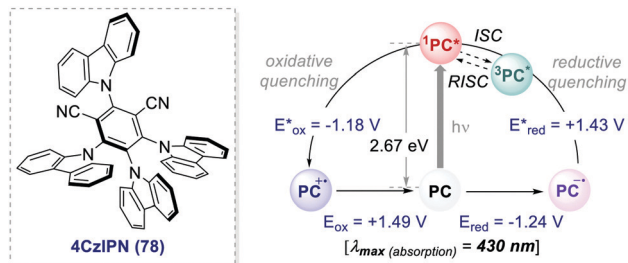 N
CN
CN
N
N
N
4CzIPN (78)
oxidative
quenching
¹PC*
ISC
RISC
³PC*
reductive
quenching
E*ox = -1.18 V
2.67 eV
hν
E*red = +1.43 V
PC+•
PC
PC−•
Eox = +1.49 V
Ered = -1.24 V
[λmax (absorption) = 430 nm]